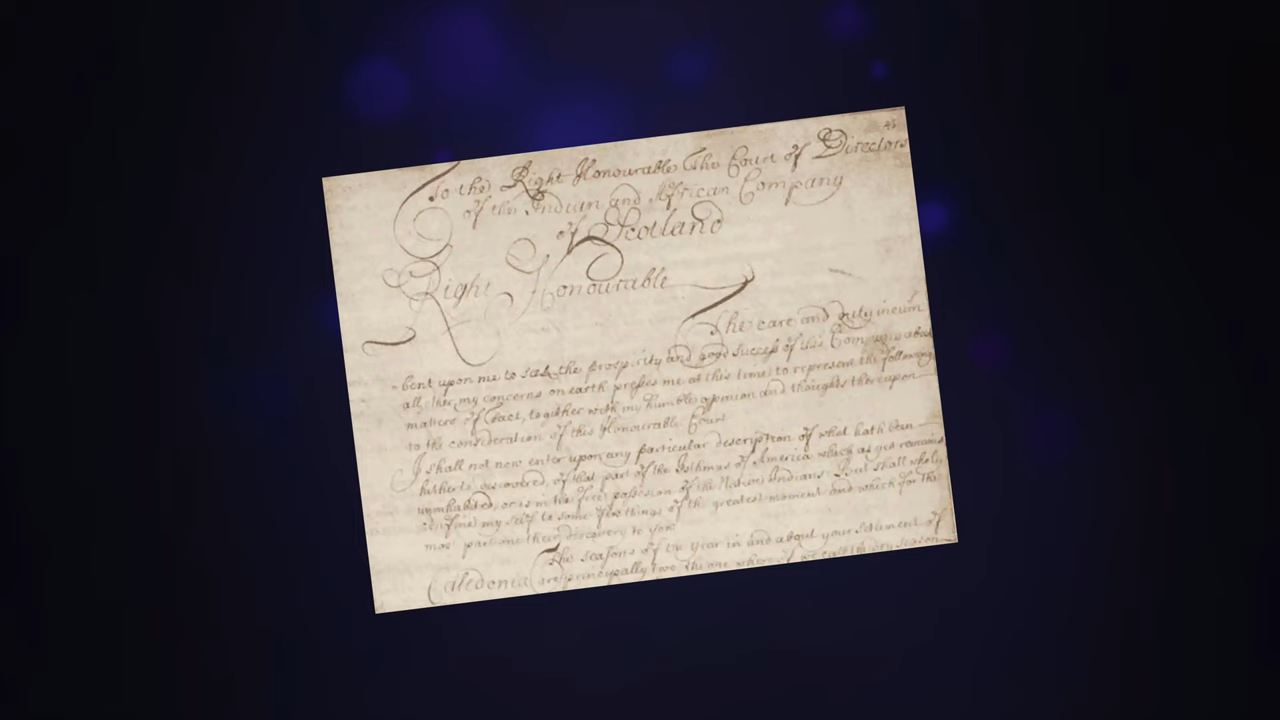 45
To the Right Honourable The Court of Directors
of the Indian and African Company
of Scotland
Right Honourable
The care and duty incum
bent upon me to seek the prosperity and good success of this Company above
all other my concerns on earth presses me at this time to represent the following
matters of Fact, together with my humble oppinion and thoughts thereupon
to the consideration of this Honourable Court
I shall not now enter upon any particular description of what hath been
hitherto discovered, of that part of the Isthmus of America which as yet remains
uninhabited, or is in the free possession of the Native Indians; But shall wholy
confine my self to some few things of the greatest moment and which for the
most part one their discovery to you
The seasons of the year in and about your setlement of
Caledonia are principally two the one whereof we call the dry season